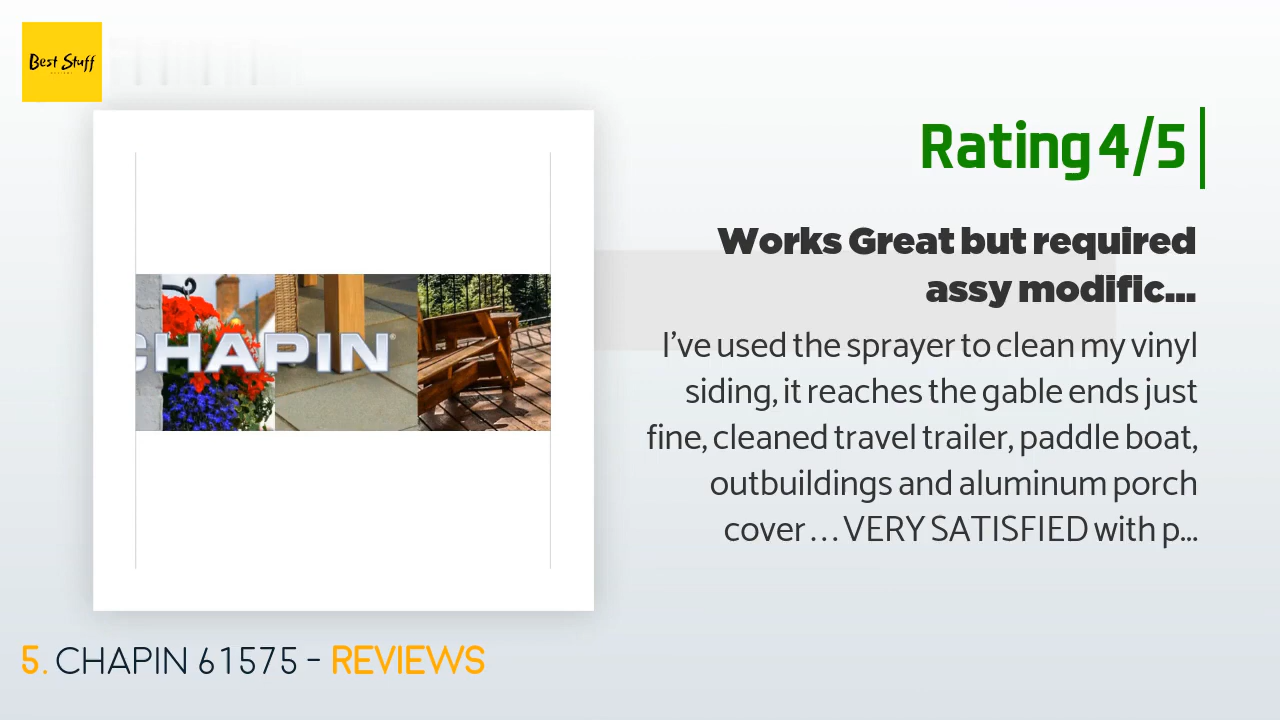 Best Stuff
Rating 4/5
Works Great but required
assy modific...
I've used the sprayer to clean my vinyl
siding, it reaches the gable ends just
fine, cleaned travel trailer, paddle boat,
outbuildings and aluminum porch
cover . . . VERY SATISFIED with p...
CHAPIN®
5. CHAPIN 61575 - REVIEWS